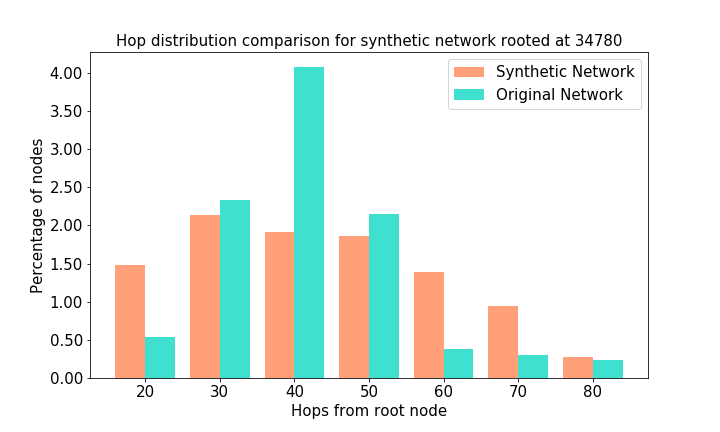 Hop distribution comparison for synthetic network rooted at 34780
Synthetic Network
Original Network
Percentage of nodes
4.00
3.50
3.00
2.50
2.00
1.50
1.00
0.50
0.00
20 30 40 50 60 70 80
Hops from root node